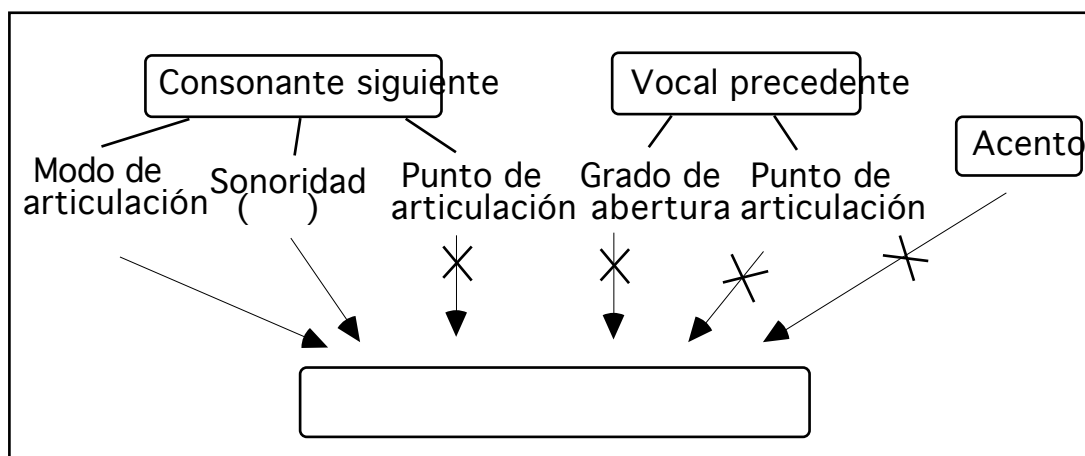 Consonante siguiente
Vocal precedente
Acento
Modo de
articulación
Sonoridad
( )
Punto de
articulación
Grado de
abertura
Punto de
articulación